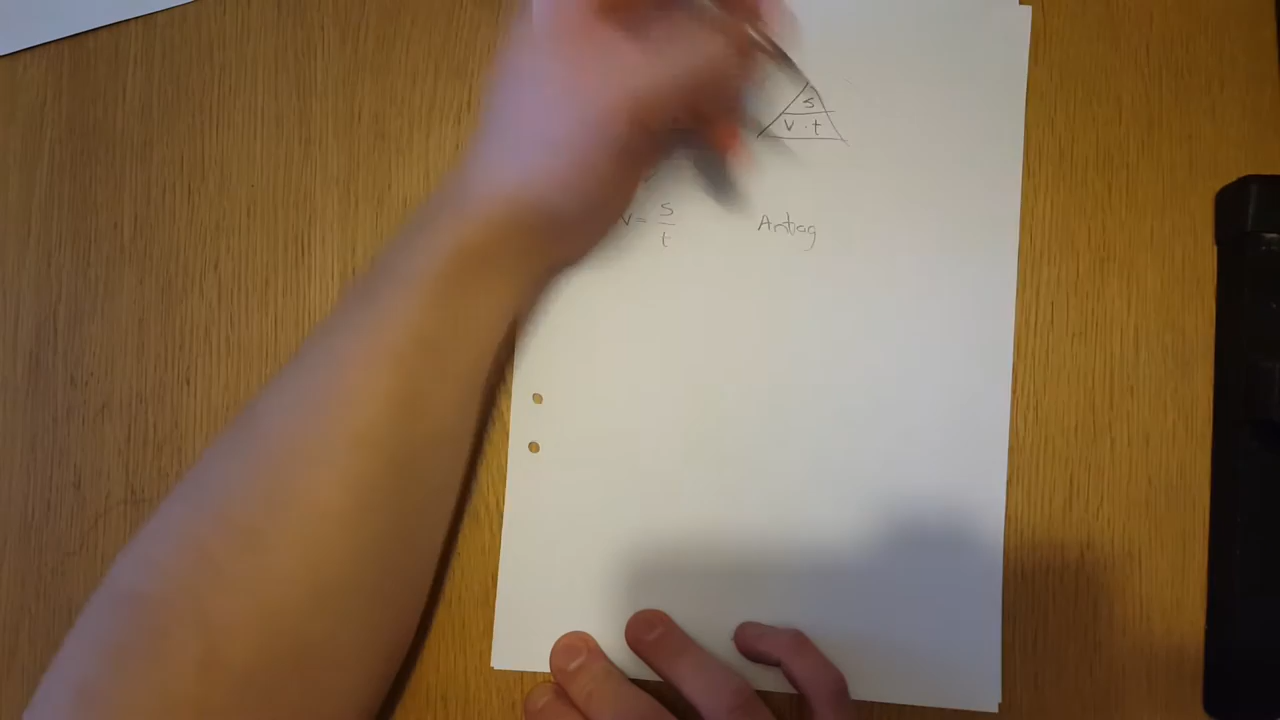 s
v · t
v = s/t
Antag